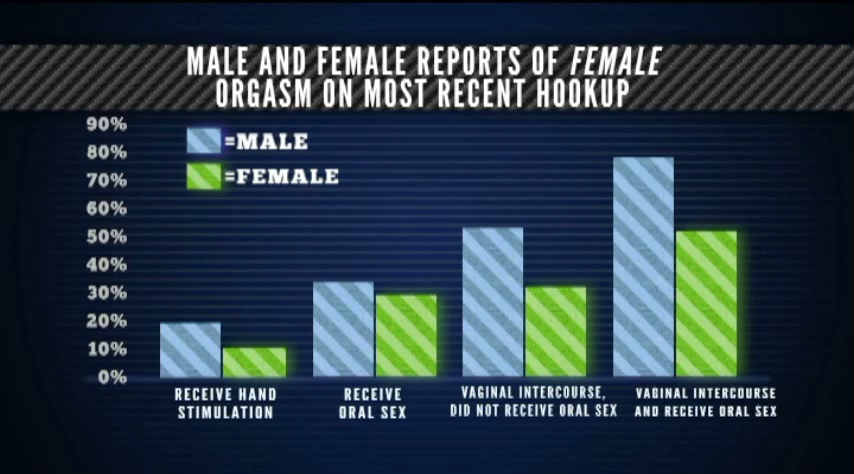 MALE AND FEMALE REPORTS OF FEMALE
ORGASM ON MOST RECENT HOOKUP
90%
80%
70%
60%
50%
40%
30%
20%
10%
0%
=MALE
=FEMALE
RECEIVE HAND
STIMULATION
RECEIVE
ORAL SEX
VAGINAL INTERCOURSE,
DID NOT RECEIVE ORAL SEX
VAGINAL INTERCOURSE
AND RECEIVE ORAL SEX